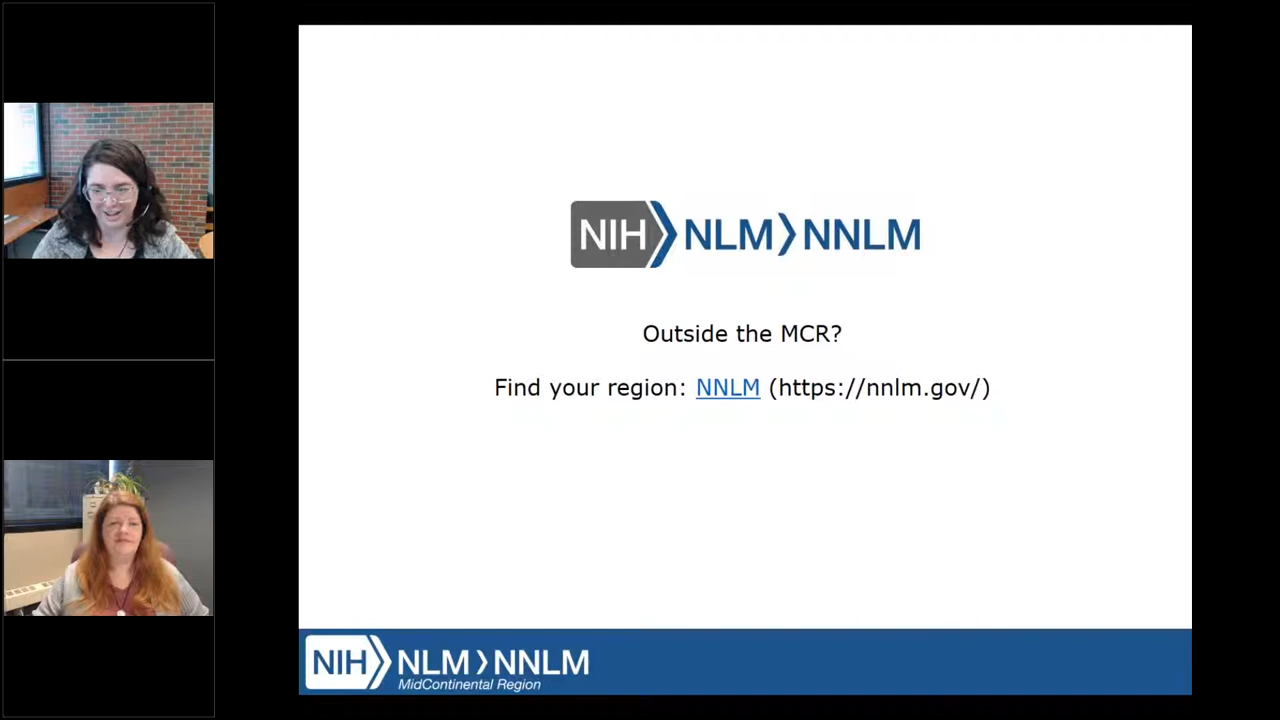 NIH NLM NNLM
Outside the MCR?
Find your region: NNLM (https://nnlm.gov/)
NIH NLM NNLM
MidContinental Region